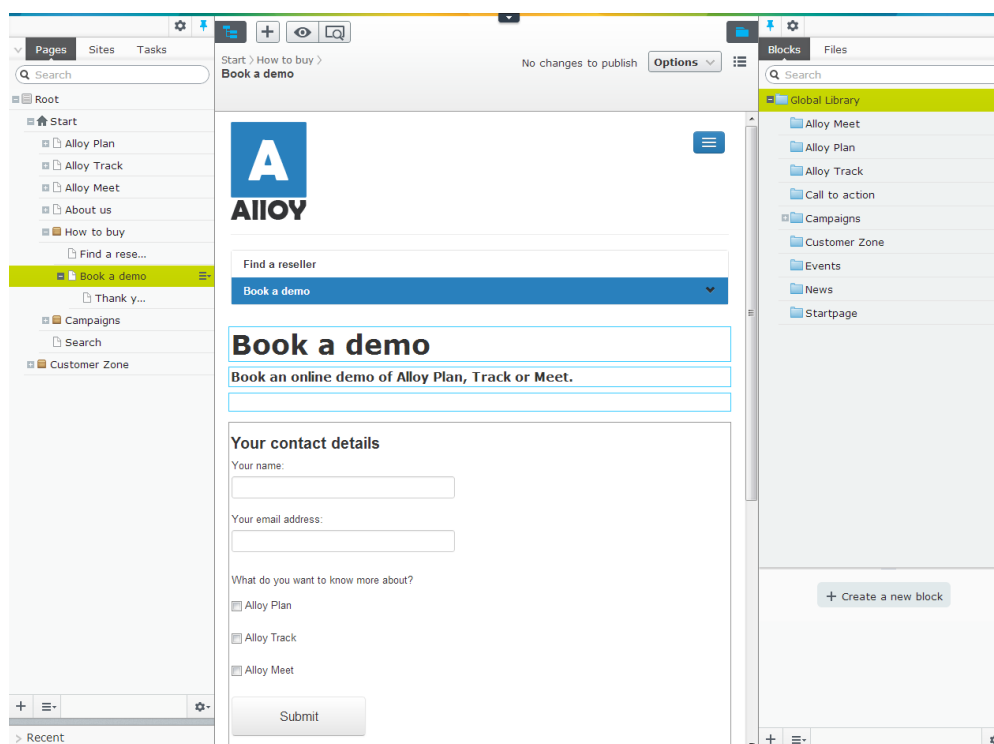 Pages Sites Tasks
Search
Root
Start
Alloy Plan
Alloy Track
Alloy Meet
About us
How to buy
Find a rese...
Book a demo
Thank y...
Campaigns
Search
Customer Zone
Recent
Start > How to buy >
Book a demo
No changes to publish
Options
A
Alloy
Find a reseller
Book a demo
Book a demo
Book an online demo of Alloy Plan, Track or Meet.
Your contact details
Your name:
Your email address:
What do you want to know more about?
Alloy Plan
Alloy Track
Alloy Meet
Submit
Blocks Files
Search
Global Library
Alloy Meet
Alloy Plan
Alloy Track
Call to action
Campaigns
Customer Zone
Events
News
Startpage
+ Create a new block